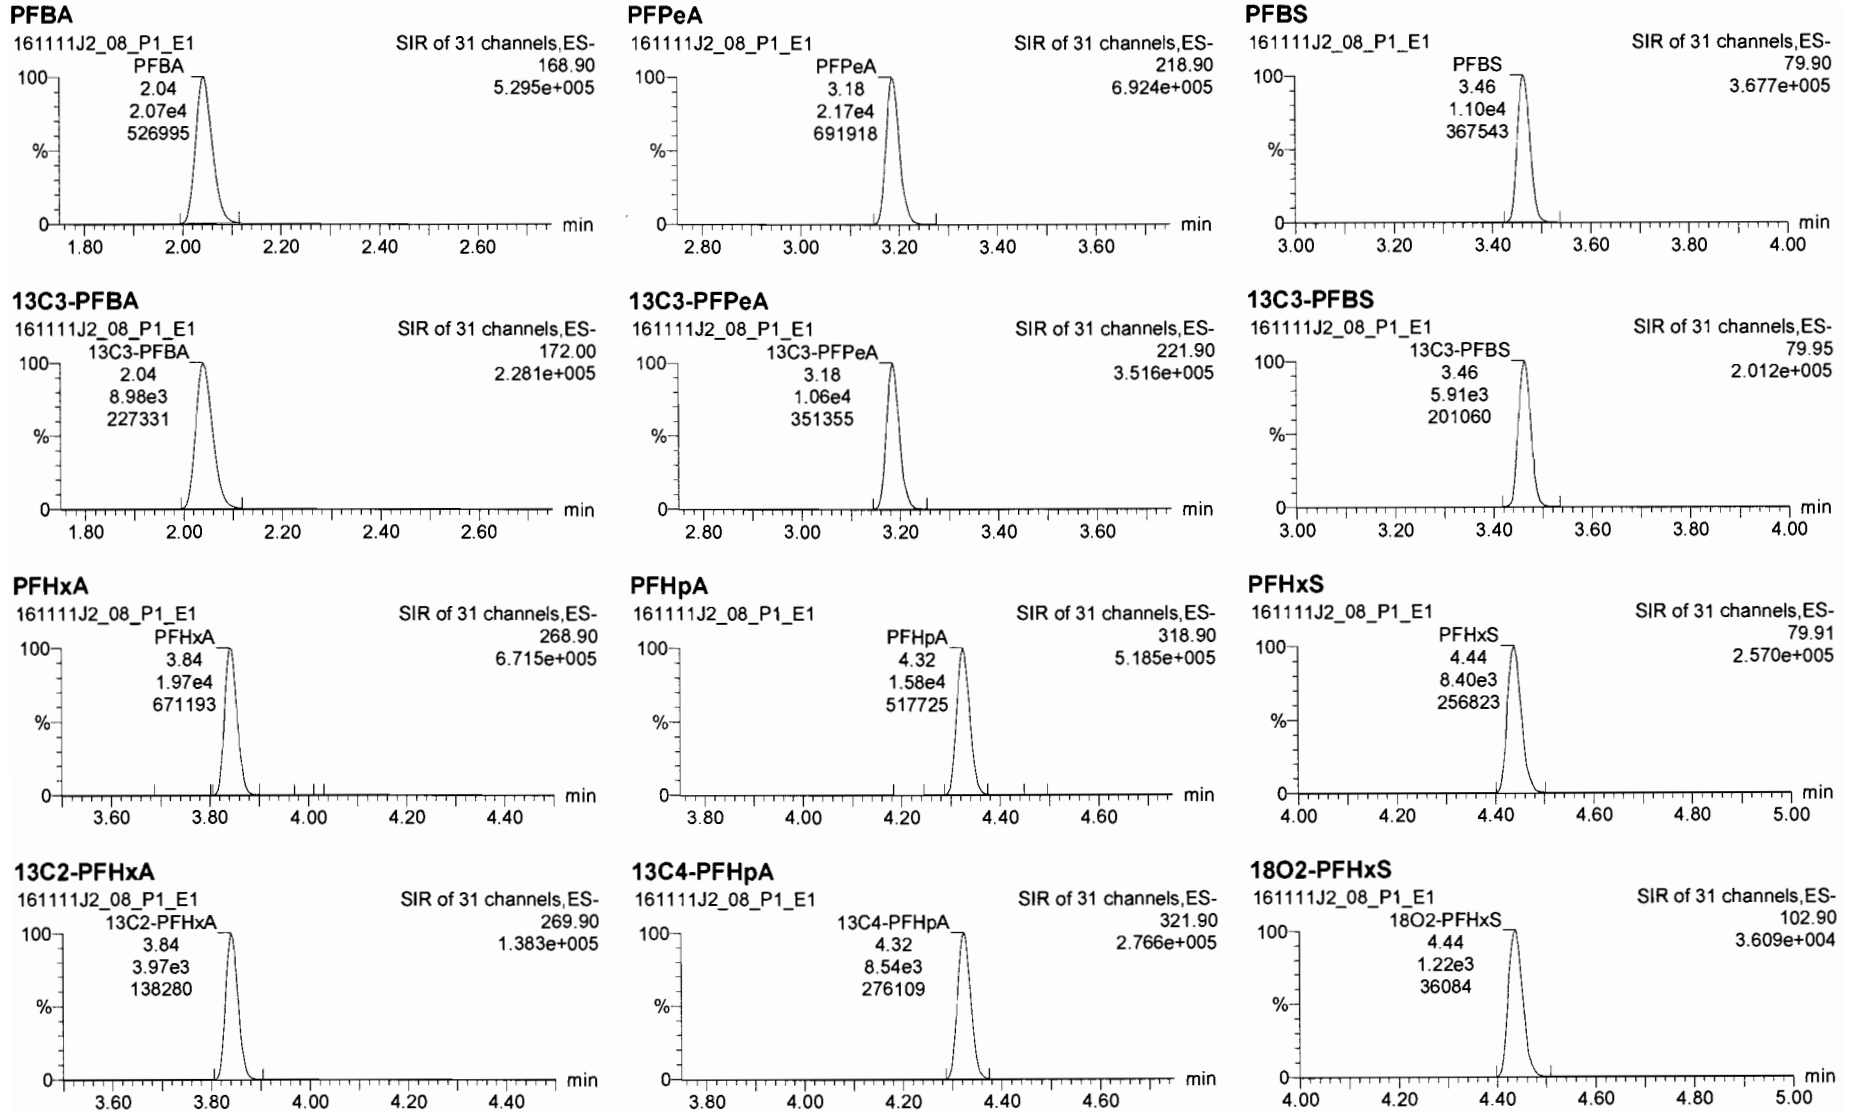 PFBA
161111J2_08_P1_E1
SIR of 31 channels,ES-
168.90
5.295e+005
PFBA
2.04
2.07e4
526995
100
%
0
min
1.80 2.00 2.20 2.40 2.60
PFPeA
161111J2_08_P1_E1
SIR of 31 channels,ES-
218.90
6.924e+005
PFPeA
3.18
2.17e4
691918
100
%
0
min
2.80 3.00 3.20 3.40 3.60
PFBS
161111J2_08_P1_E1
SIR of 31 channels,ES-
79.90
3.677e+005
PFBS
3.46
1.10e4
367543
100
%
0
min
3.00 3.20 3.40 3.60 3.80 4.00
13C3-PFBA
161111J2_08_P1_E1
SIR of 31 channels,ES-
172.00
2.281e+005
13C3-PFBA
2.04
8.98e3
227331
100
%
0
min
1.80 2.00 2.20 2.40 2.60
13C3-PFPeA
161111J2_08_P1_E1
SIR of 31 channels,ES-
221.90
3.516e+005
13C3-PFPeA
3.18
1.06e4
351355
100
%
0
min
2.80 3.00 3.20 3.40 3.60
13C3-PFBS
161111J2_08_P1_E1
SIR of 31 channels,ES-
79.95
2.012e+005
13C3-PFBS
3.46
5.91e3
201060
100
%
0
min
3.00 3.20 3.40 3.60 3.80 4.00
PFHxA
161111J2_08_P1_E1
SIR of 31 channels,ES-
268.90
6.715e+005
PFHxA
3.84
1.97e4
671193
100
%
0
min
3.60 3.80 4.00 4.20 4.40
PFHpA
161111J2_08_P1_E1
SIR of 31 channels,ES-
318.90
5.185e+005
PFHpA
4.32
1.58e4
517725
100
%
0
min
3.80 4.00 4.20 4.40 4.60
PFHxS
161111J2_08_P1_E1
SIR of 31 channels,ES-
79.91
2.570e+005
PFHxS
4.44
8.40e3
256823
100
%
0
min
4.00 4.20 4.40 4.60 4.80 5.00
13C2-PFHxA
161111J2_08_P1_E1
SIR of 31 channels,ES-
269.90
1.383e+005
13C2-PFHxA
3.84
3.97e3
138280
100
%
0
min
3.60 3.80 4.00 4.20 4.40
13C4-PFHpA
161111J2_08_P1_E1
SIR of 31 channels,ES-
321.90
2.766e+005
13C4-PFHpA
4.32
8.54e3
276109
100
%
0
min
3.80 4.00 4.20 4.40 4.60
18O2-PFHxS
161111J2_08_P1_E1
SIR of 31 channels,ES-
102.90
3.609e+004
18O2-PFHxS
4.44
1.22e3
36084
100
%
0
min
4.00 4.20 4.40 4.60 4.80 5.00